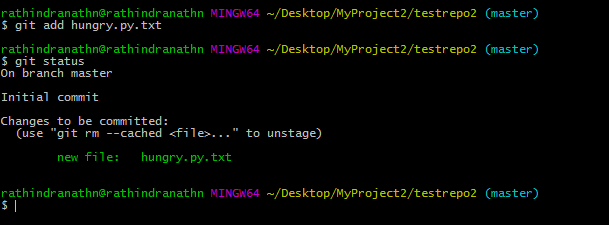 rathindranathn@rathindranathn MINGW64 ~/Desktop/MyProject2/testrepo2 (master)
$ git add hungry.py.txt
rathindranathn@rathindranathn MINGW64 ~/Desktop/MyProject2/testrepo2 (master)
$ git status
On branch master
Initial commit
Changes to be committed:
  (use "git rm --cached <file>..." to unstage)
        new file:   hungry.py.txt
rathindranathn@rathindranathn MINGW64 ~/Desktop/MyProject2/testrepo2 (master)
$